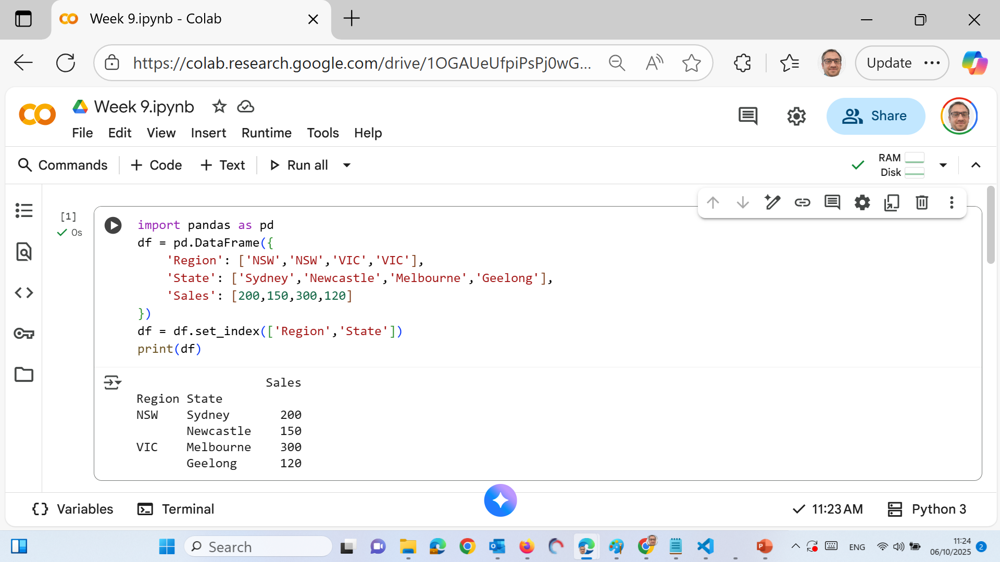 Week 9.ipynb - Colab
https://colab.research.google.com/drive/1OGAUeUfpiPsPj0wG...
Update
Week 9.ipynb
File Edit View Insert Runtime Tools Help
Share
Commands + Code + Text Run all
RAM
Disk
[1]
0s
import pandas as pd
df = pd.DataFrame({
    'Region': ['NSW','NSW','VIC','VIC'],
    'State': ['Sydney','Newcastle','Melbourne','Geelong'],
    'Sales': [200,150,300,120]
})
df = df.set_index(['Region','State'])
print(df)
                  Sales
Region State
NSW    Sydney       200
       Newcastle    150
VIC    Melbourne    300
       Geelong      120
Variables Terminal
11:23 AM Python 3
Search
ENG
11:24
06/10/2025
2